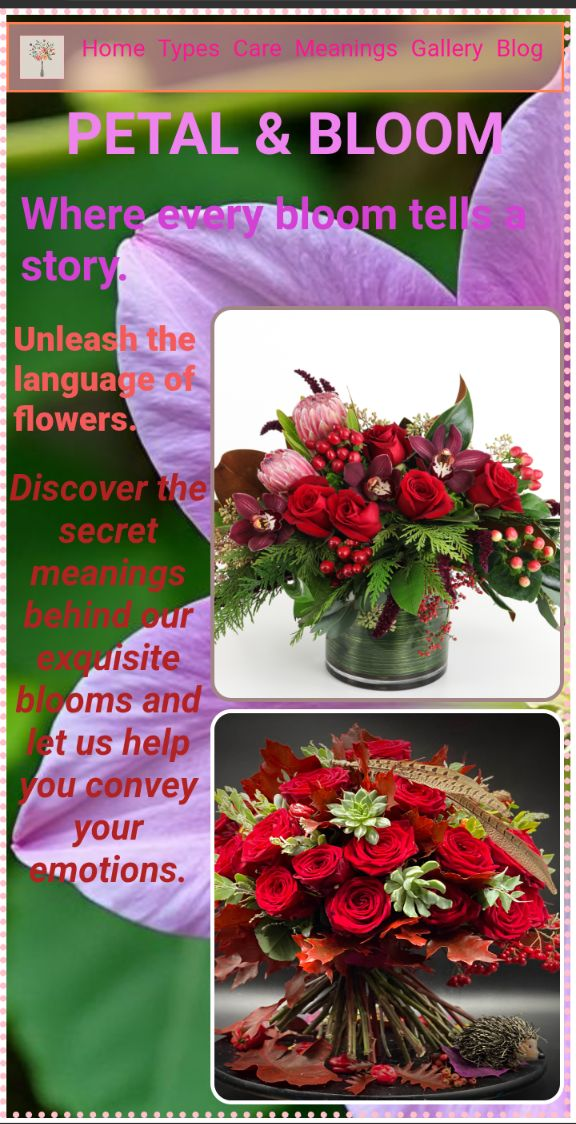 Home Types Care Meanings Gallery Blog
PETAL & BLOOM
Where every bloom tells a
story.
Unleash the
language of
flowers.
Discover the
secret
meanings
behind our
exquisite
blooms and
let us help
you convey
your
emotions.